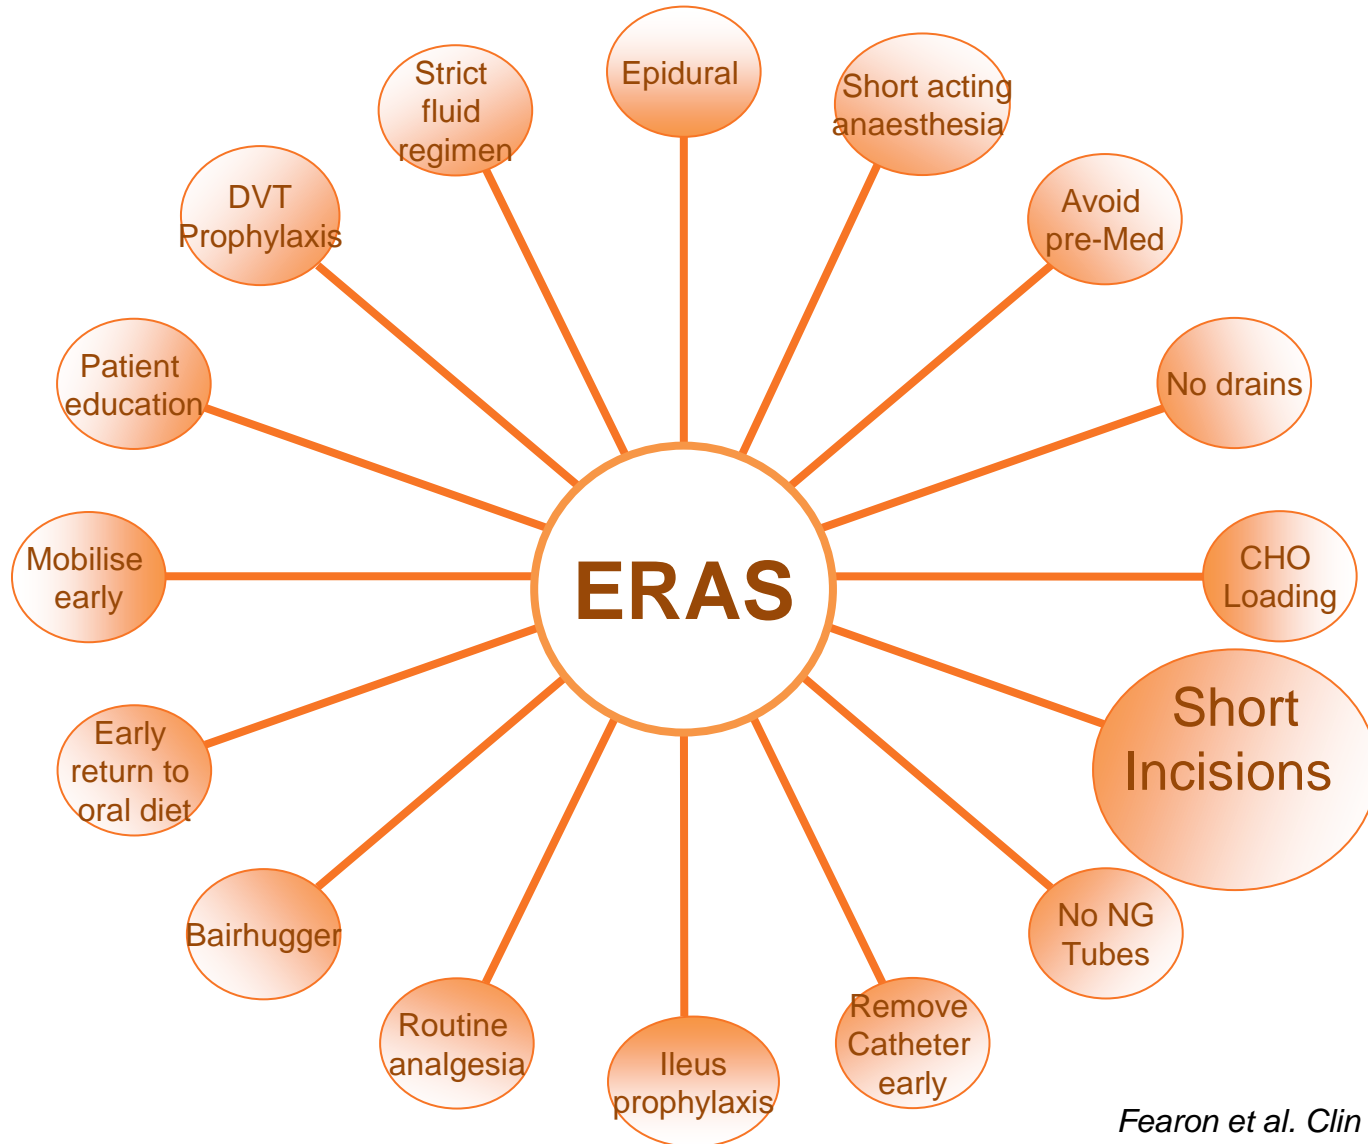 Epidural
Short acting
anaesthesia
Avoid
pre-Med
No drains
CHO
Loading
Short
Incisions
No NG
Tubes
Remove
Catheter
early
Ileus
prophylaxis
Routine
analgesia
Bairhugger
Early
return to
oral diet
Mobilise
early
Patient
education
DVT
Prophylaxis
Strict
fluid
regimen
ERAS
Fearon et al. Clin